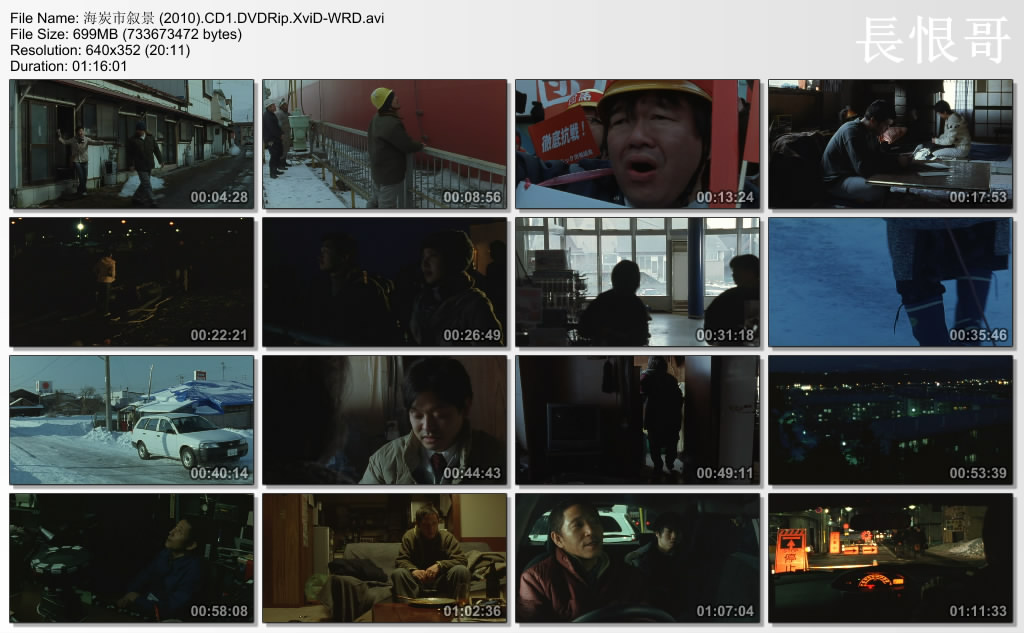 File Name: 海炭市叙景 (2010).CD1.DVDRip.XviD-WRD.avi
File Size: 699MB (733673472 bytes)
Resolution: 640x352 (20:11)
Duration: 01:16:01
長恨哥
00:04:28
00:08:56
徹底抗戦!
00:13:24
00:17:53
00:22:21
00:26:49
00:31:18
00:35:46
00:40:14
00:44:43
00:49:11
00:53:39
00:58:08
01:02:36
01:07:04
01:11:33